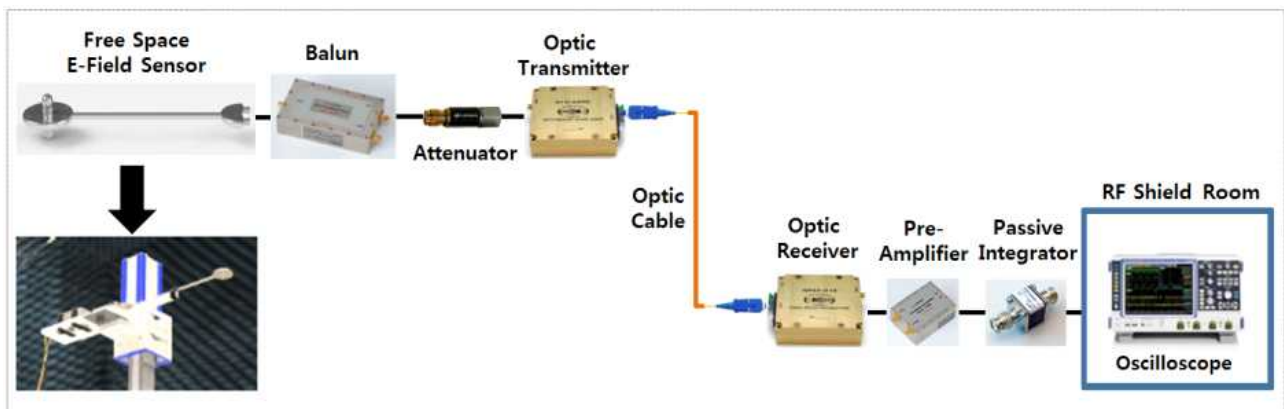 Free Space
E-Field Sensor
Balun
Optic
Transmitter
Attenuator
Optic
Cable
Optic
Receiver
Pre-
Amplifier
Passive
Integrator
RF Shield Room
Oscilloscope